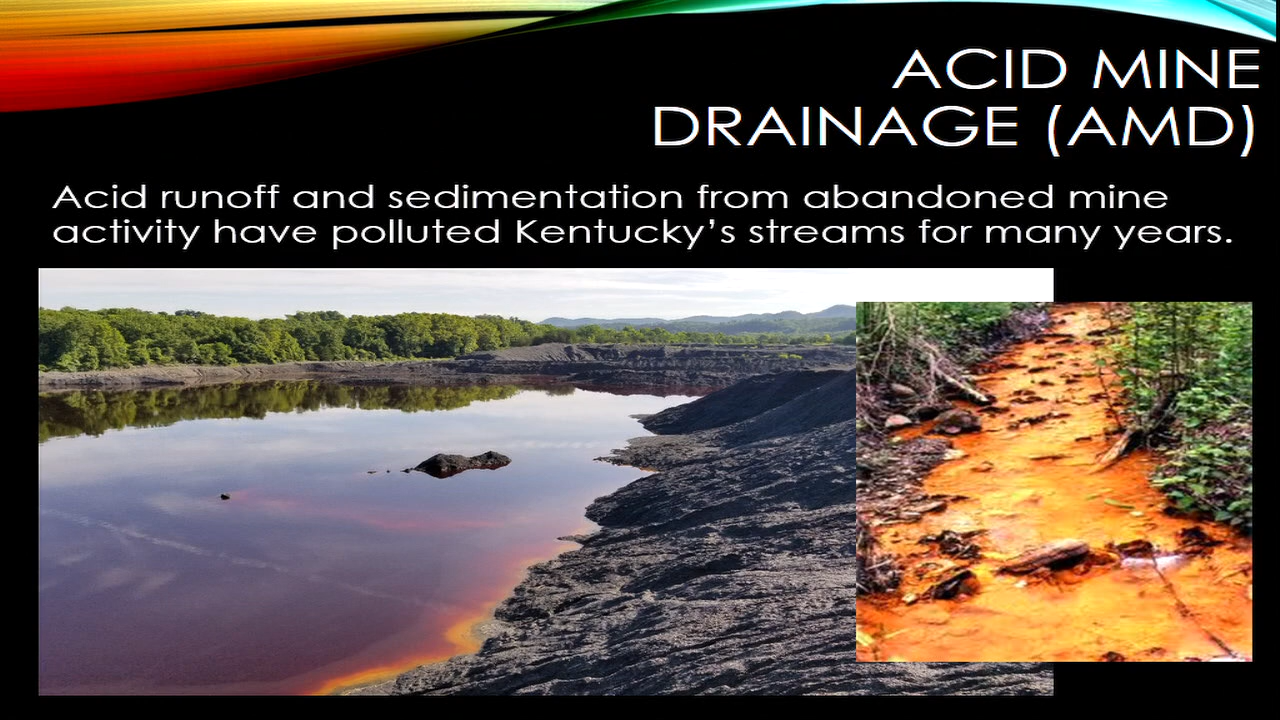 ACID MINE
DRAINAGE (AMD)
Acid runoff and sedimentation from abandoned mine
activity have polluted Kentucky’s streams for many years.